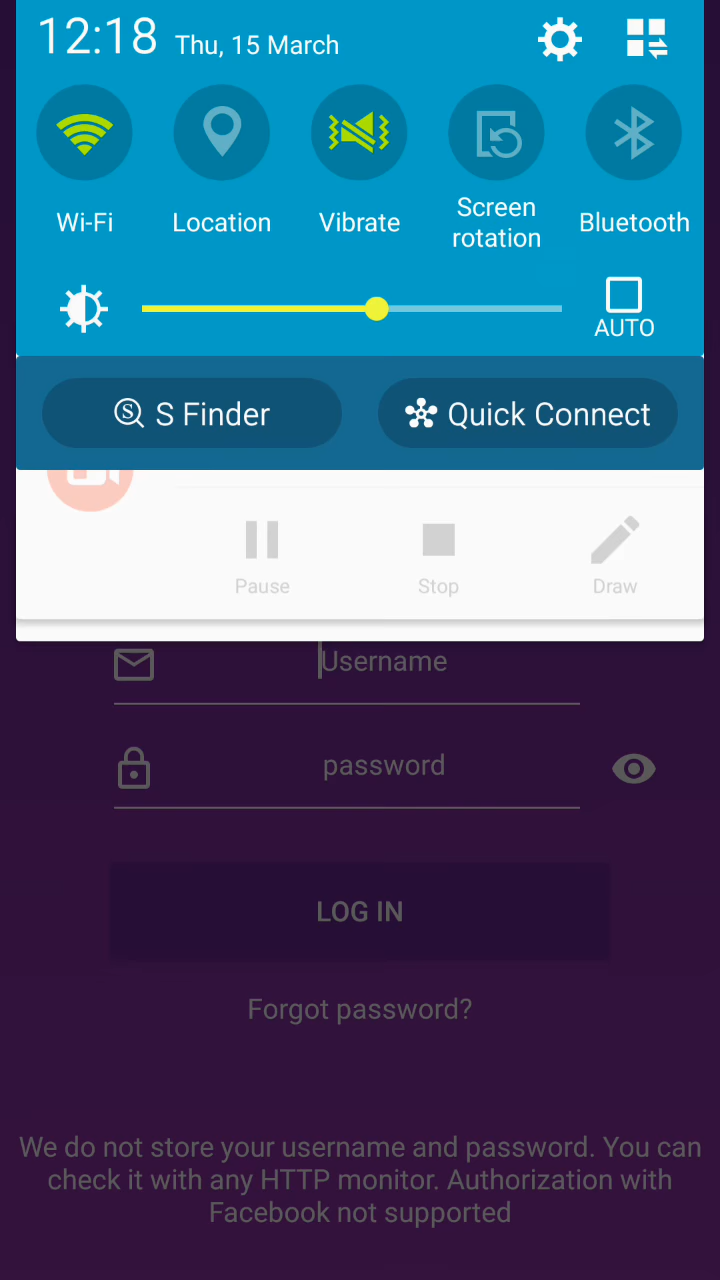 12:18 Thu, 15 March
Wi-Fi
Location
Vibrate
Screen
rotation
Bluetooth
AUTO
S Finder
Quick Connect
Pause
Stop
Draw
Username
password
LOG IN
Forgot password?
We do not store your username and password. You can
check it with any HTTP monitor. Authorization with
Facebook not supported